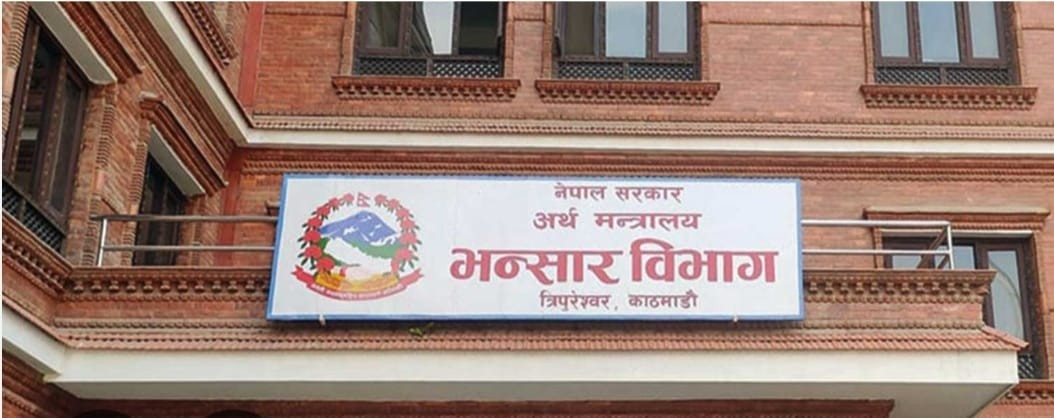 नेपाल सरकार
अर्थ मन्त्रालय
भन्सार विभाग
त्रिपुरेश्वर, काठमाडौं